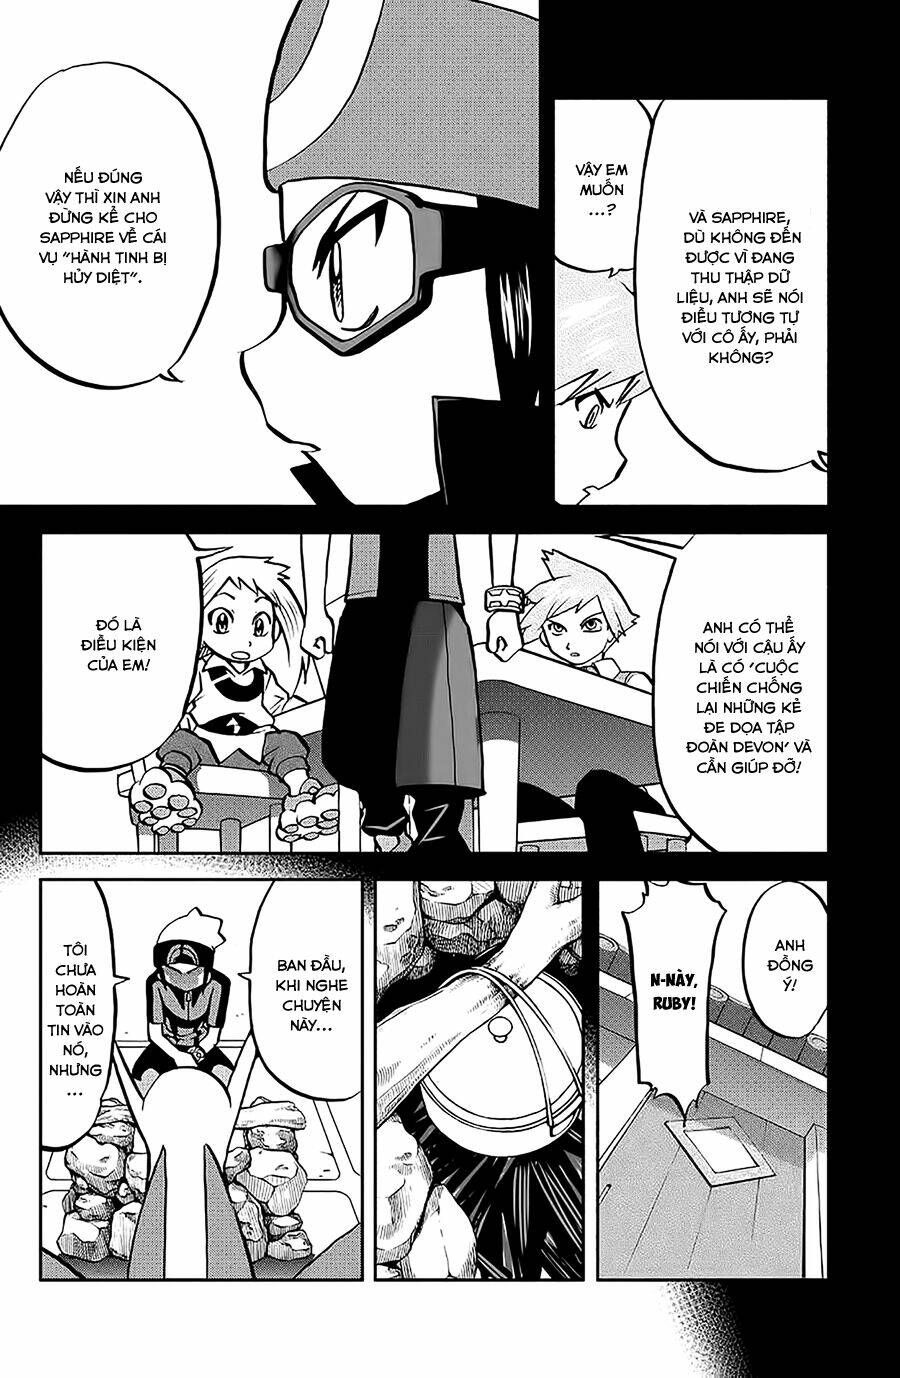 VẬY EM
MUỐN
...?
VÀ SAPPHIRE,
DÙ KHÔNG ĐẾN
ĐƯỢC VÌ ĐANG
THU THẬP DỮ
LIỆU, ANH SẼ NÓI
ĐIỀU TƯƠNG TỰ
VỚI CÔ ẤY, PHẢI
KHÔNG?
NẾU ĐÚNG
VẬY THÌ XIN ANH
ĐỪNG KỂ CHO
SAPPHIRE VỀ CÁI
VỤ "HÀNH TINH BỊ
HỦY DIỆT".
ANH CÓ THỂ
NÓI VỚI CẬU ẤY
LÀ CÓ 'CUỘC
CHIẾN CHỐNG
LẠI NHỮNG KẺ
ĐE DỌA TẬP
ĐOÀN DEVON' VÀ
CẦN GIÚP ĐỠ!
ĐÓ LÀ
ĐIỀU KIỆN
CỦA EM!
ANH
ĐỒNG
Ý!
N-NÀY,
RUBY!
BAN ĐẦU,
KHI NGHE
CHUYỆN
NÀY...
TÔI
CHƯA
HOÀN
TOÀN
TIN VÀO
NÓ,
NHƯNG
...